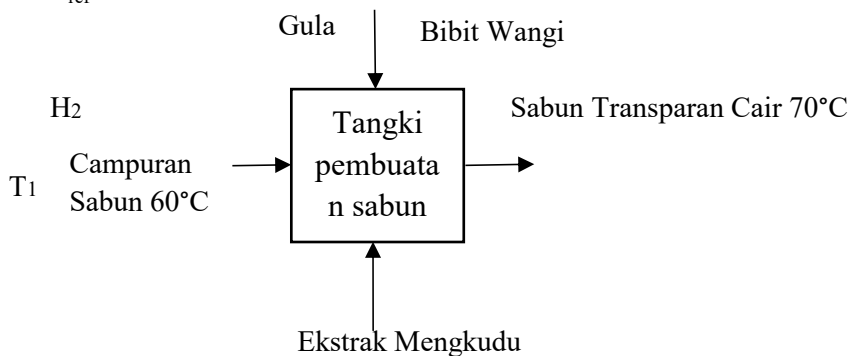 Gula
Bibit Wangi
H2
Sabun Transparan Cair 70°C
Tangki
pembuata
n sabun
T1
Campuran
Sabun 60°C
Ekstrak Mengkudu